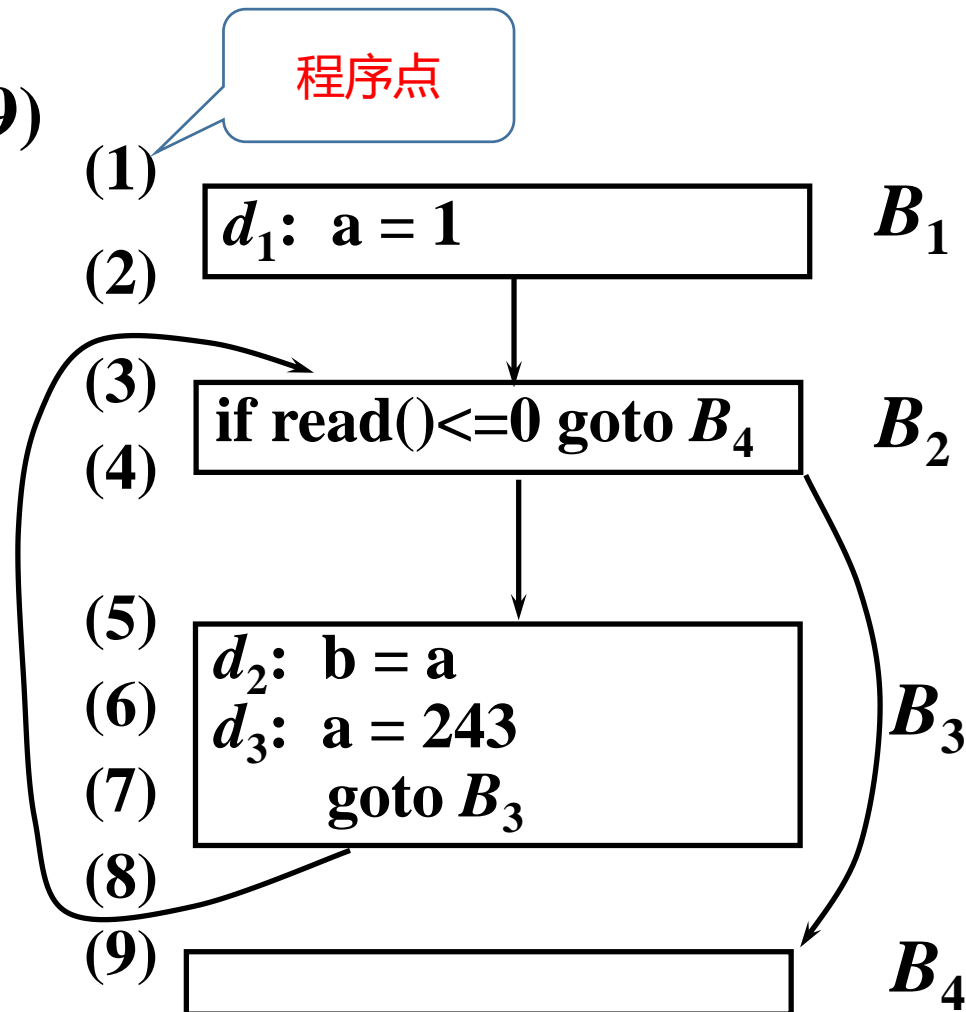 程序点
9)
(1)
d₁: a = 1
B₁
(2)
(3)
if read()<=0 goto B₄
B₂
(4)
(5)
d₂: b = a
(6)
d₃: a = 243
B₃
(7)
goto B₃
(8)
(9)
B₄